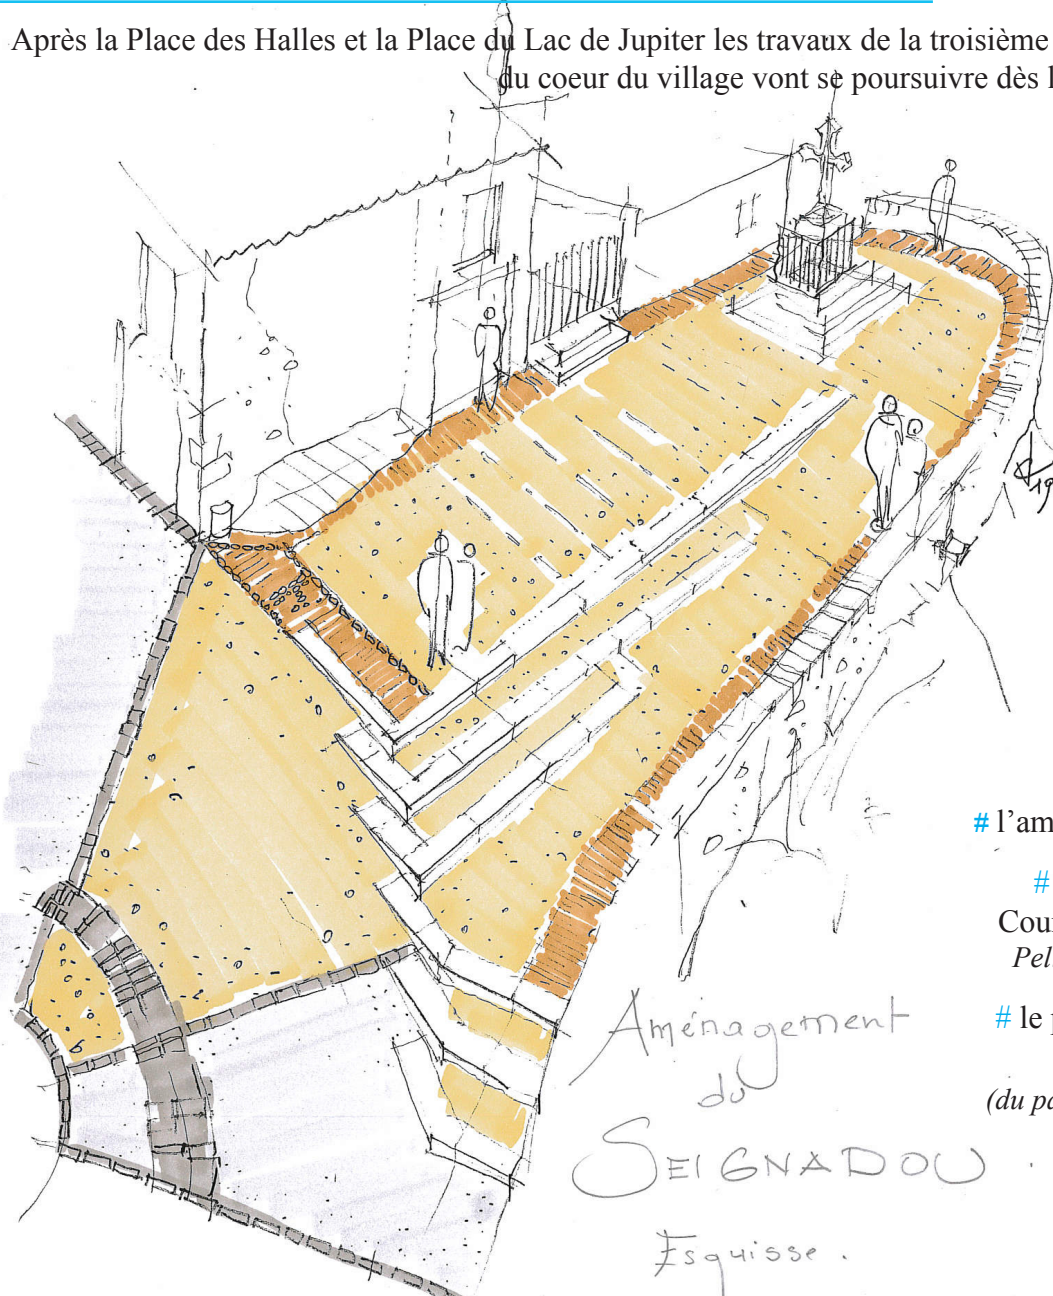 Après la Place des Halles et la Place du Lac de Jupiter les travaux de la troisième
du coeur du village vont se poursuivre dès
# l’am
#
Cour
Pel
# le p
(du pa
Aménagement
du
SEIGNADOU.
Esquisse.